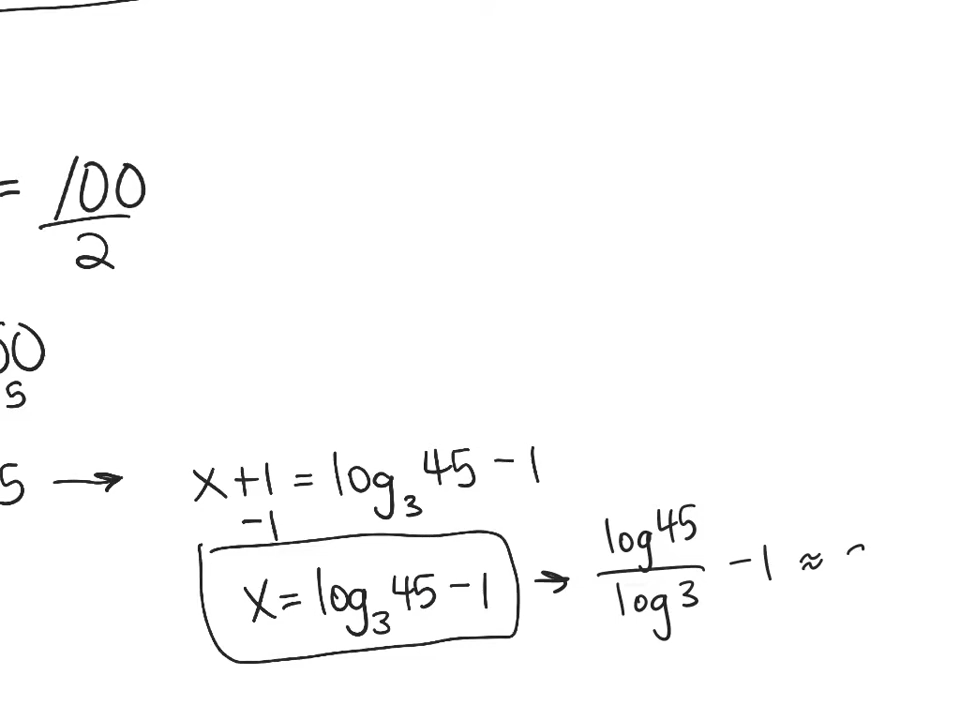 = 100
2
50
5
5 → x+1 = log₃45 - 1
-1
x = log₃45 - 1 → log45
log3 - 1 ≈